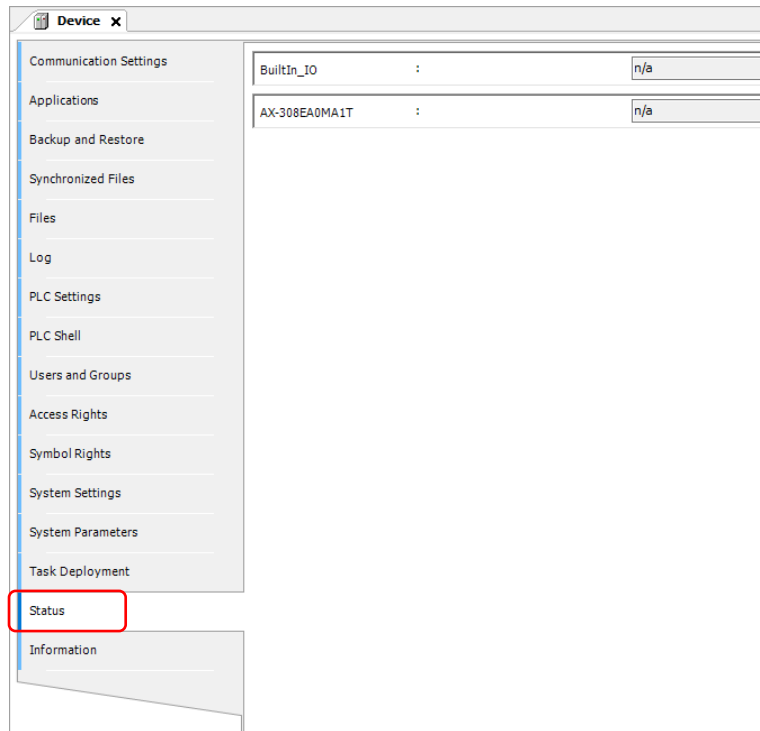 Device
Communication Settings
Applications
Backup and Restore
Synchronized Files
Files
Log
PLC Settings
PLC Shell
Users and Groups
Access Rights
Symbol Rights
System Settings
System Parameters
Task Deployment
Status
Information
BuiltIn_IO : n/a
AX-308EA0MA1T : n/a